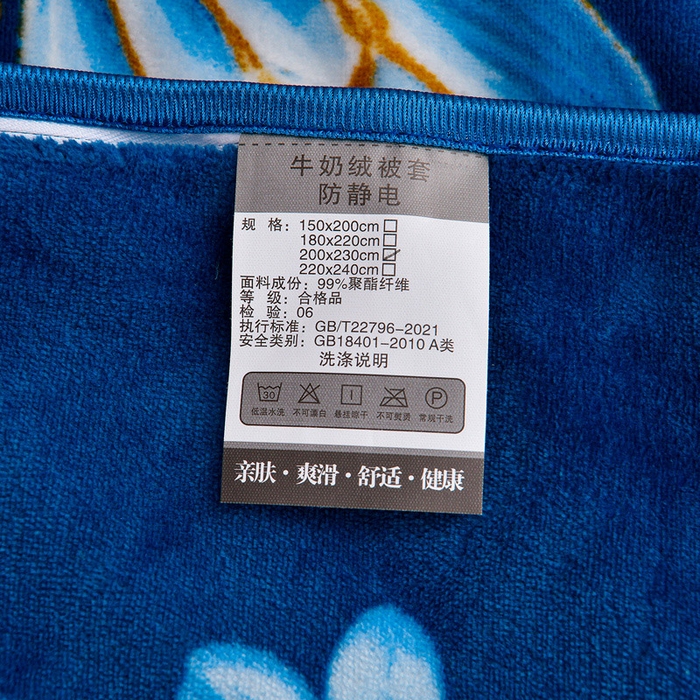 牛奶绒被套
防静电
规 格：150x200cm□
180x220cm□
200x230cm☑
220x240cm□
面料成份：99%聚酯纤维
等 级：合格品
检 验：06
执行标准：GB/T22796-2021
安全类别：GB18401-2010 A类
洗涤说明
30 P
低温水洗 不可漂白 悬挂晾干 不可熨烫 常规干洗
亲肤·爽滑·舒适·健康